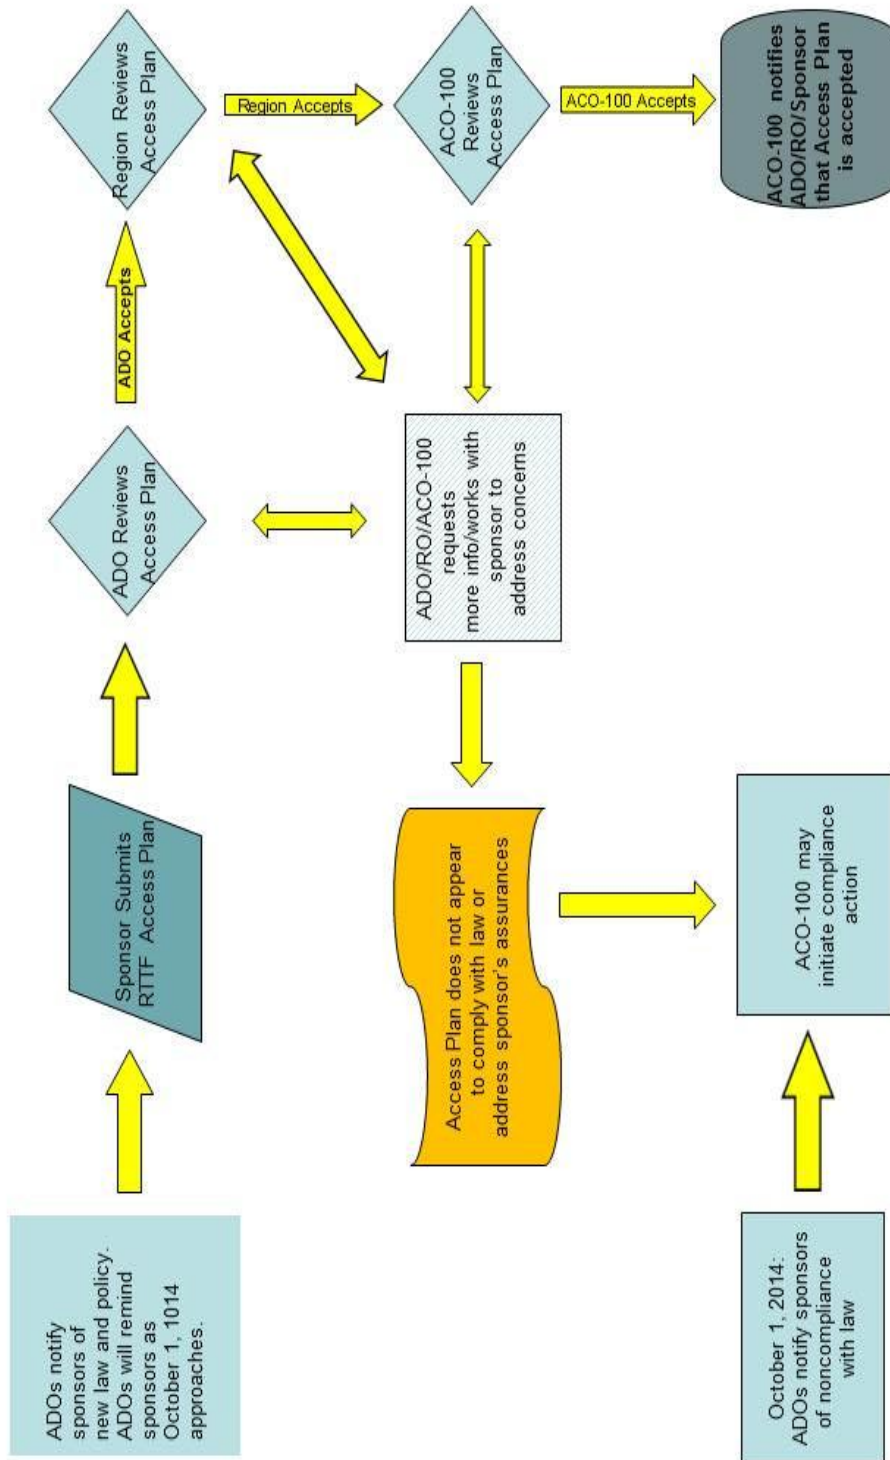 ADOs notify
sponsors of
new law and policy.
ADOs will remind
sponsors as
October 1, 1014
approaches.
Sponsor Submits
RTTF Access Plan
ADO Reviews
Access Plan
ADO Accepts
Region Reviews
Access Plan
Region Accepts
ACO-100
Reviews
Access Plan
ACO-100 Accepts
ACO-100 notifies
ADO/RO/Sponsor
that Access Plan
is accepted
ADO/RO/ACO-100
requests
more info/works with
sponsor to
address concerns
Access Plan does not appear
to comply with law or
address sponsor's assurances
October 1, 2014:
ADOs notify sponsors
of noncompliance
with law
ACO-100 may
initiate compliance
action